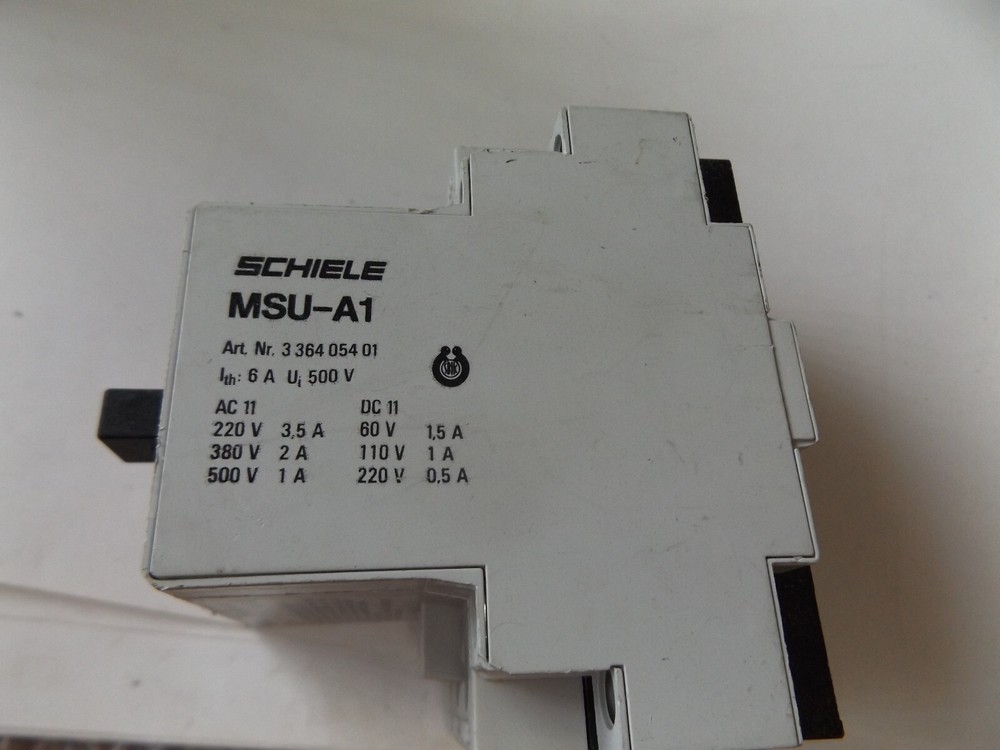 SCHIELE
MSU-A1
Art. Nr. 3 364 054 01
Ith: 6 A Ui 500 V
AC 11 DC 11
220 V 3,5 A 60 V 1,5 A
380 V 2 A 110 V 1 A
500 V 1 A 220 V 0,5 A